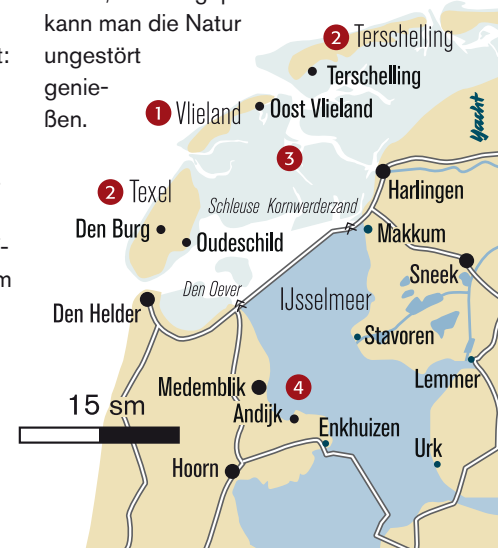 kann man die Natur
ungestört
genie-
ßen.
t:
-
m
2 Terschelling
Terschelling
1 Vlieland
Oost Vlieland
Yacht
3
2 Texel
Harlingen
Schleuse Kornwerderzand
Den Burg
Oudeschild
Makkum
Sneek
Den Oever
IJsselmeer
Den Helder
Stavoren
Lemmer
Medemblik
4
15 sm
Andijk
Enkhuizen
Urk
Hoorn